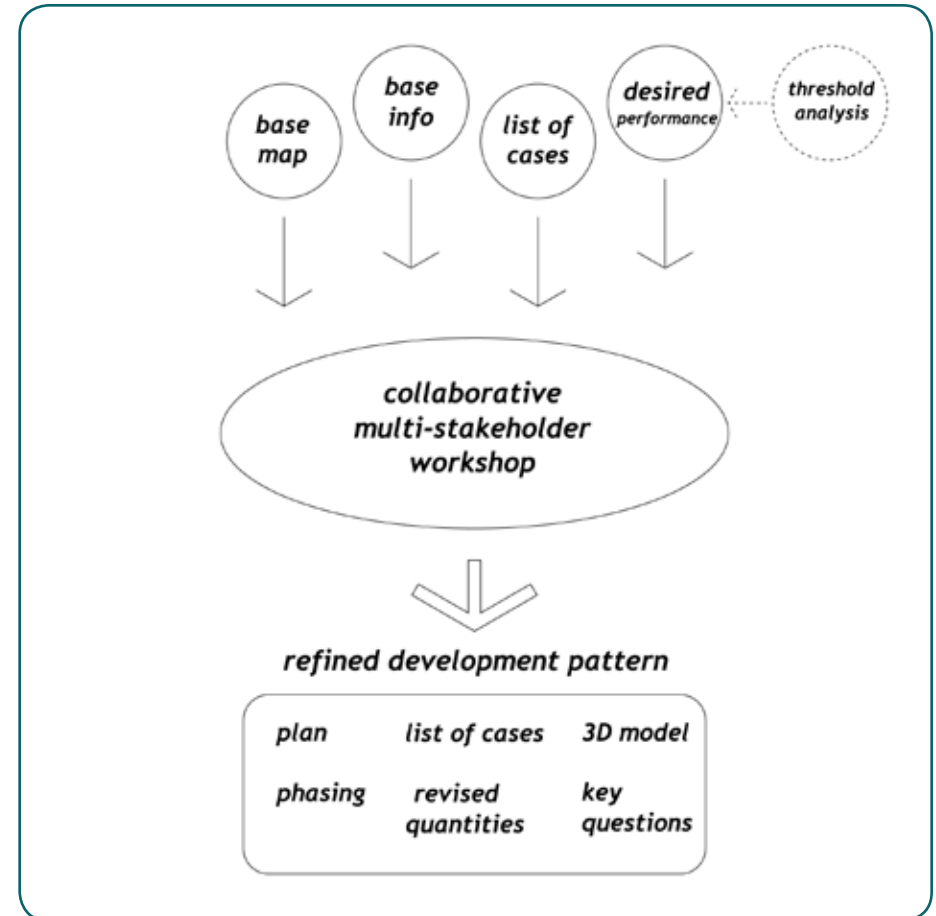 base
map
base
info
list of
cases
desired
performance
threshold
analysis
collaborative
multi-stakeholder
workshop
refined development pattern
plan
list of cases
3D model
phasing
revised
quantities
key
questions